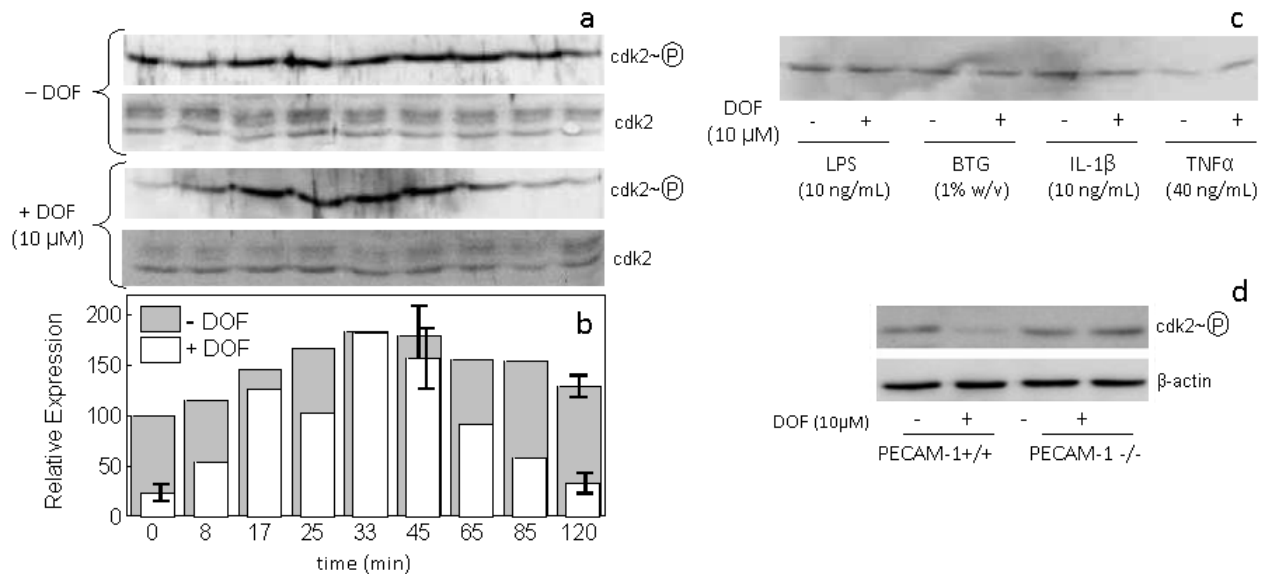 a
− DOF
cdk2~P
cdk2
+ DOF
(10 µM)
cdk2~P
cdk2
b
Relative Expression
200
150
100
50
0
- DOF
+ DOF
0 8 17 25 33 45 65 85 120
time (min)
c
DOF
(10 µM)
- + - + - + - +
LPS BTG IL-1β TNFα
(10 ng/mL) (1% w/v) (10 ng/mL) (40 ng/mL)
d
cdk2~P
β-actin
DOF (10µM) - + - +
PECAM-1+/+ PECAM-1 -/-